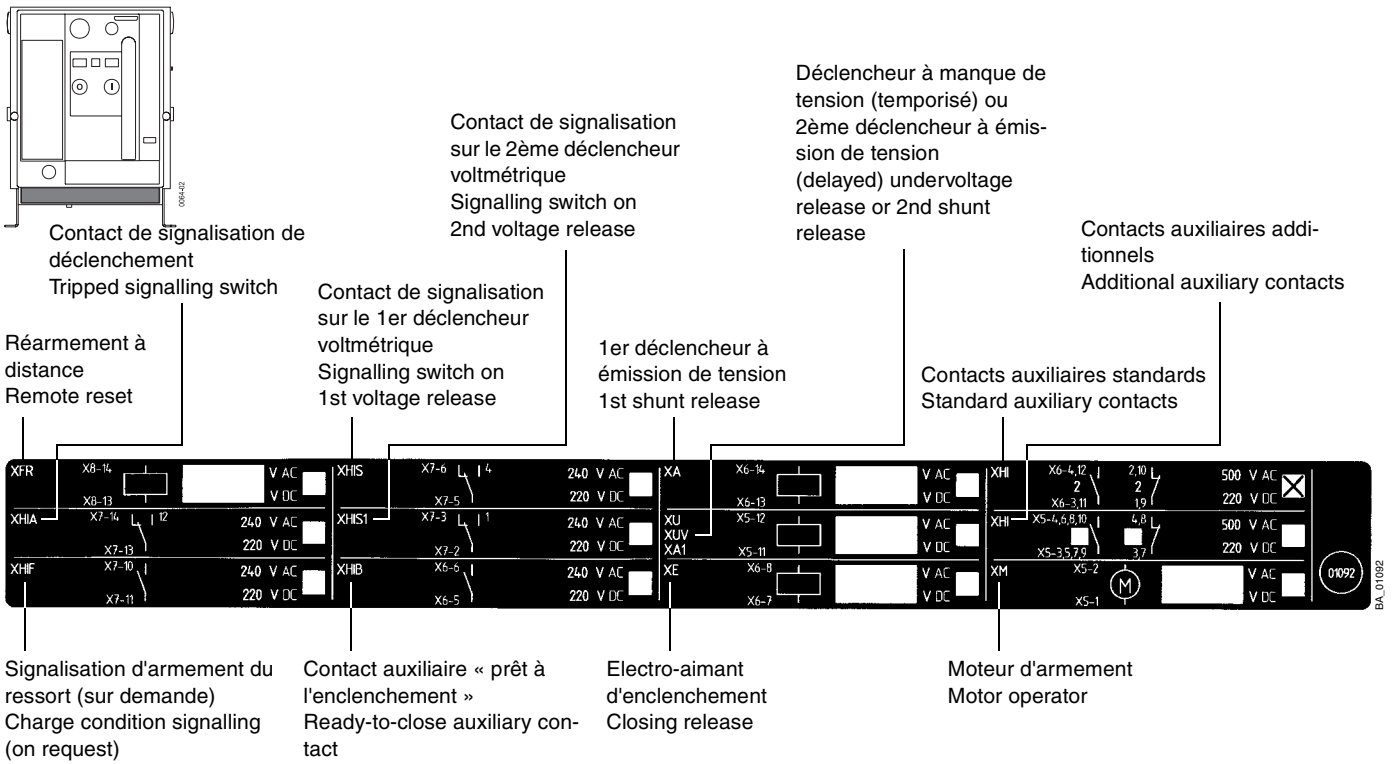 0064-02
Déclencheur à manque de
tension (temporisé) ou
2ème déclencheur à émis-
sion de tension
(delayed) undervoltage
release or 2nd shunt
release
Contact de signalisation
sur le 2ème déclencheur
voltmétrique
Signalling switch on
2nd voltage release
Contact de signalisation de
déclenchement
Tripped signalling switch
Contacts auxiliaires addi-
tionnels
Additional auxiliary contacts
Contact de signalisation
sur le 1er déclencheur
voltmétrique
Signalling switch on
1st voltage release
Réarmement à
distance
Remote reset
1er déclencheur à
émission de tension
1st shunt release
Contacts auxiliaires standards
Standard auxiliary contacts
XFR X8-14 V AC
X8-13 V DC
XHIA X7-14 12 240 V AC
X7-13 220 V DC
XHIF X7-10 240 V AC
X7-11 220 V DC
XHIS X7-6 4 240 V AC
X7-5 220 V DC
XHIS1 X7-3 1 240 V AC
X7-2 220 V DC
XHIB X6-6 240 V AC
X6-5 220 V DC
XA X6-14 V AC
X6-13 V DC
XU X5-12 V AC
XUV
XA1 X5-11 V DC
XE X6-8 V AC
X6-7 V DC
XHI X6-4,12 2,10 500 V AC
2 2
X6-3,11 1,9 220 V DC
XHI X5-4,6,8,10 4,8 500 V AC
X5-3,5,7,9 3,7 220 V DC
XM X5-2 V AC
M
X5-1 V DC
01092
BA_01092
Signalisation d'armement du
ressort (sur demande)
Charge condition signalling
(on request)
Contact auxiliaire « prêt à
l'enclenchement »
Ready-to-close auxiliary con-
tact
Electro-aimant
d'enclenchement
Closing release
Moteur d'armement
Motor operator